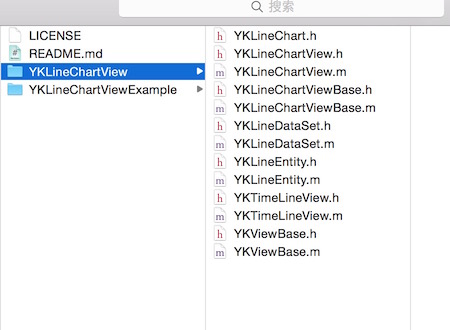 搜索
LICENSE
README.md
YKLineChartView
YKLineChartViewExample
h YKLineChart.h
h YKLineChartView.h
m YKLineChartView.m
h YKLineChartViewBase.h
m YKLineChartViewBase.m
h YKLineDataSet.h
m YKLineDataSet.m
h YKLineEntity.h
m YKLineEntity.m
h YKTimeLineView.h
m YKTimeLineView.m
h YKViewBase.h
m YKViewBase.m